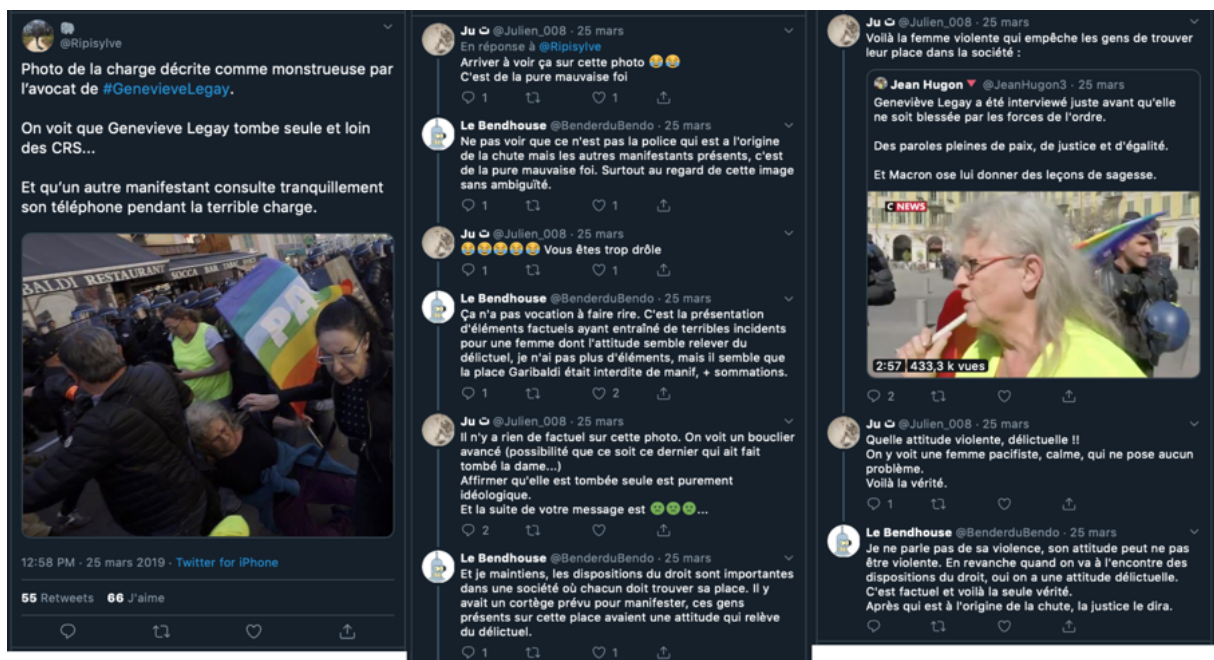 @Ripisylve
Photo de la charge décrite comme monstrueuse par
l'avocat de #GenevieveLegay.
On voit que Genevieve Legay tombe seule et loin
des CRS...
Et qu'un autre manifestant consulte tranquillement
son téléphone pendant la terrible charge.
BALDI RESTAURANT SOCCA BAR
PA
12:58 PM · 25 mars 2019 · Twitter for iPhone
55 Retweets 66 J'aime
Ju ت @Julien_008 · 25 mars
En réponse à @Ripisylve
Arriver à voir ça sur cette photo 😂😂
C'est de la pure mauvaise foi
1 1
Le Bendhouse @BenderduBendo · 25 mars
Ne pas voir que ce n'est pas la police qui est a l'origine
de la chute mais les autres manifestants présents, c'est
de la pure mauvaise foi. Surtout au regard de cette image
sans ambiguïté.
1 1
Ju ت @Julien_008 · 25 mars
😂😂😂😂😂 Vous êtes trop drôle
1 1
Le Bendhouse @BenderduBendo · 25 mars
Ça n'a pas vocation à faire rire. C'est la présentation
d'éléments factuels ayant entraîné de terribles incidents
pour une femme dont l'attitude semble relever du
délictuel, je n'ai pas plus d'éléments, mais il semble que
la place Garibaldi était interdite de manif, + sommations.
1 2
Ju ت @Julien_008 · 25 mars
Il n'y a rien de factuel sur cette photo. On voit un bouclier
avancé (possibilité que ce soit ce dernier qui ait fait
tombé la dame...)
Affirmer qu'elle est tombée seule est purement
idéologique.
Et la suite de votre message est 🤢🤢🤢...
2
Le Bendhouse @BenderduBendo · 25 mars
Et je maintiens, les dispositions du droit sont importantes
dans une société où chacun doit trouver sa place. Il y
avait un cortège prévu pour manifester, ces gens
présents sur cette place avaient une attitude qui relève
du délictuel.
1 1
Ju ت @Julien_008 · 25 mars
Voilà la femme violente qui empêche les gens de trouver
leur place dans la société :
Jean Hugon 🔻 @JeanHugon3 · 25 mars
Geneviève Legay a été interviewé juste avant qu'elle
ne soit blessée par les forces de l'ordre.
Des paroles pleines de paix, de justice et d'égalité.
Et Macron ose lui donner des leçons de sagesse.
C NEWS
2:57 433,3 k vues
2
Ju ت @Julien_008 · 25 mars
Quelle attitude violente, délictuelle !!
On y voit une femme pacifiste, calme, qui ne pose aucun
problème.
Voilà la vérité.
1
Le Bendhouse @BenderduBendo · 25 mars
Je ne parle pas de sa violence, son attitude peut ne pas
être violente. En revanche quand on va à l'encontre des
dispositions du droit, oui on a une attitude délictuelle.
C'est factuel et voilà la seule vérité.
Après qui est à l'origine de la chute, la justice le dira.